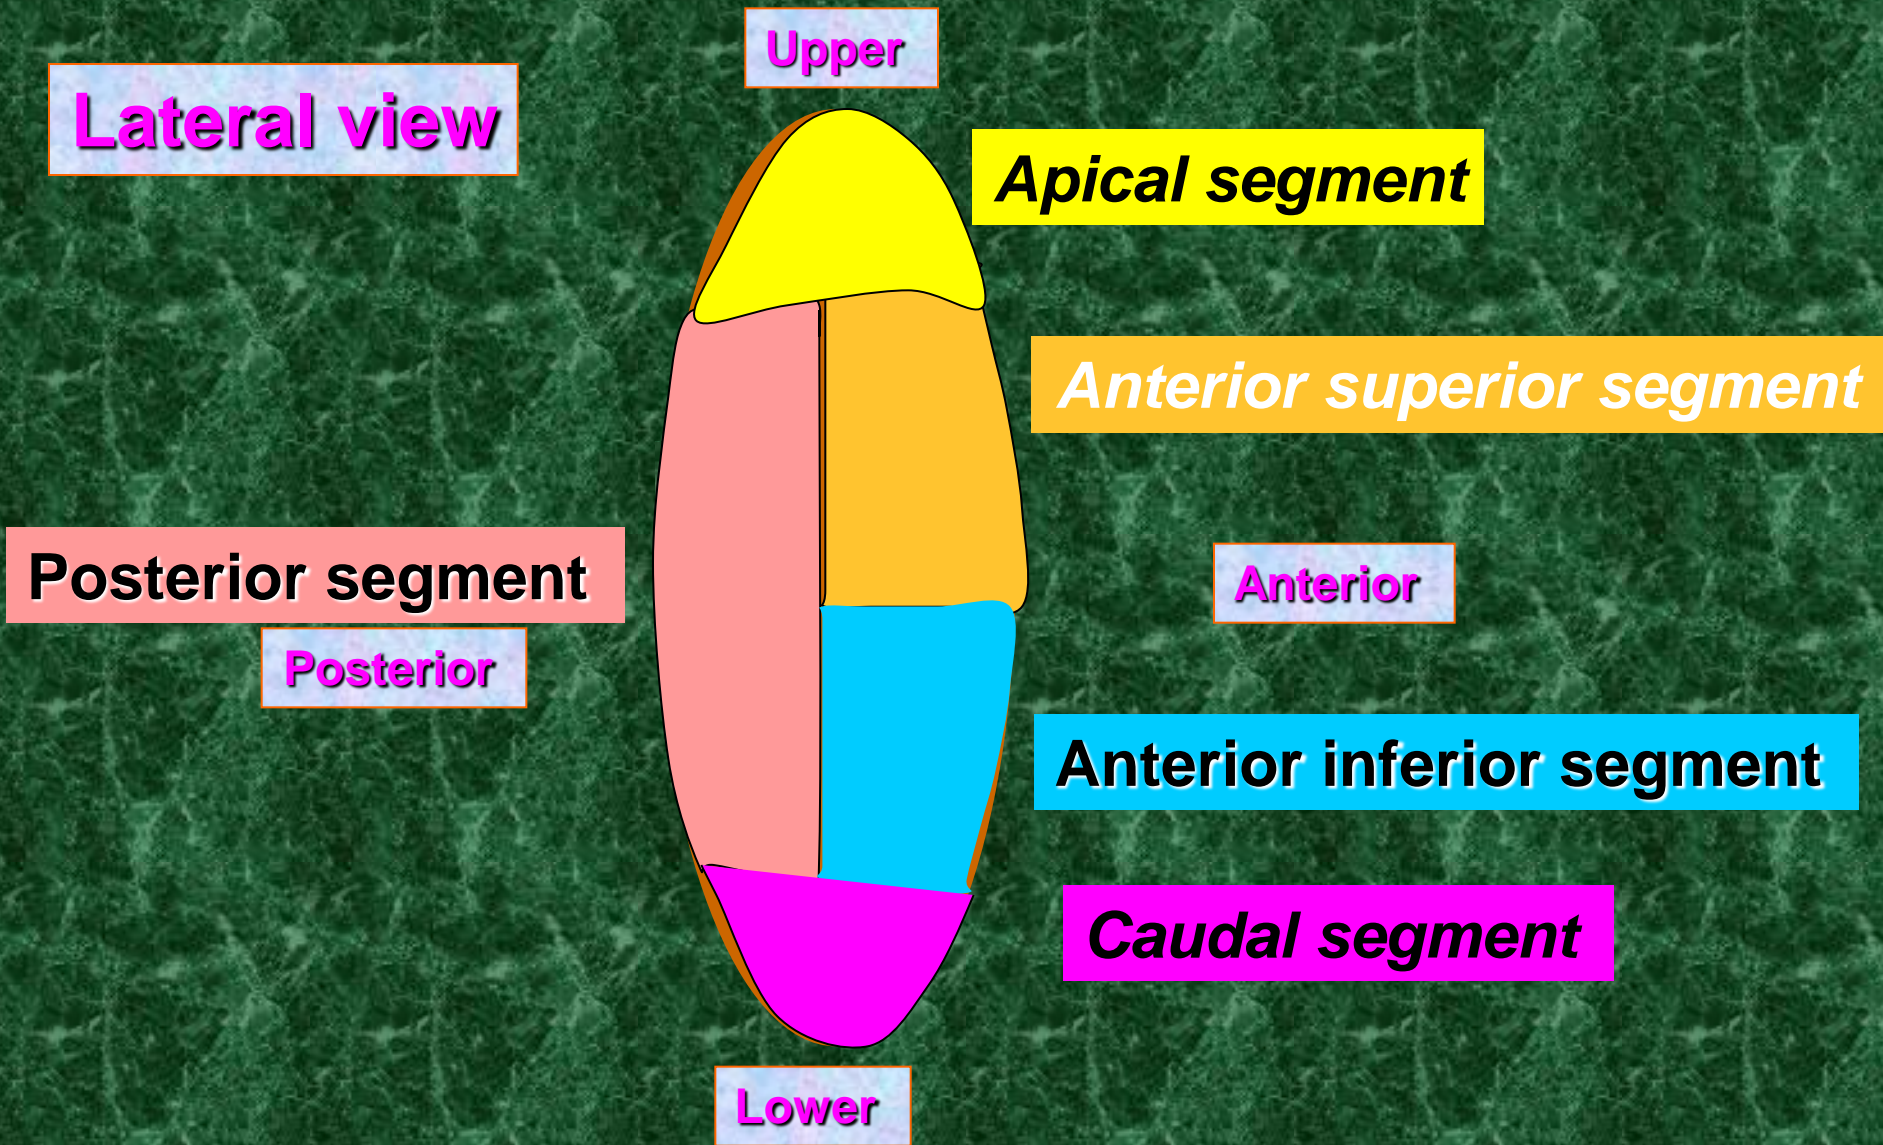 Upper
Lateral view
Apical segment
Anterior superior segment
Posterior segment
Anterior
Posterior
Anterior inferior segment
Caudal segment
Lower